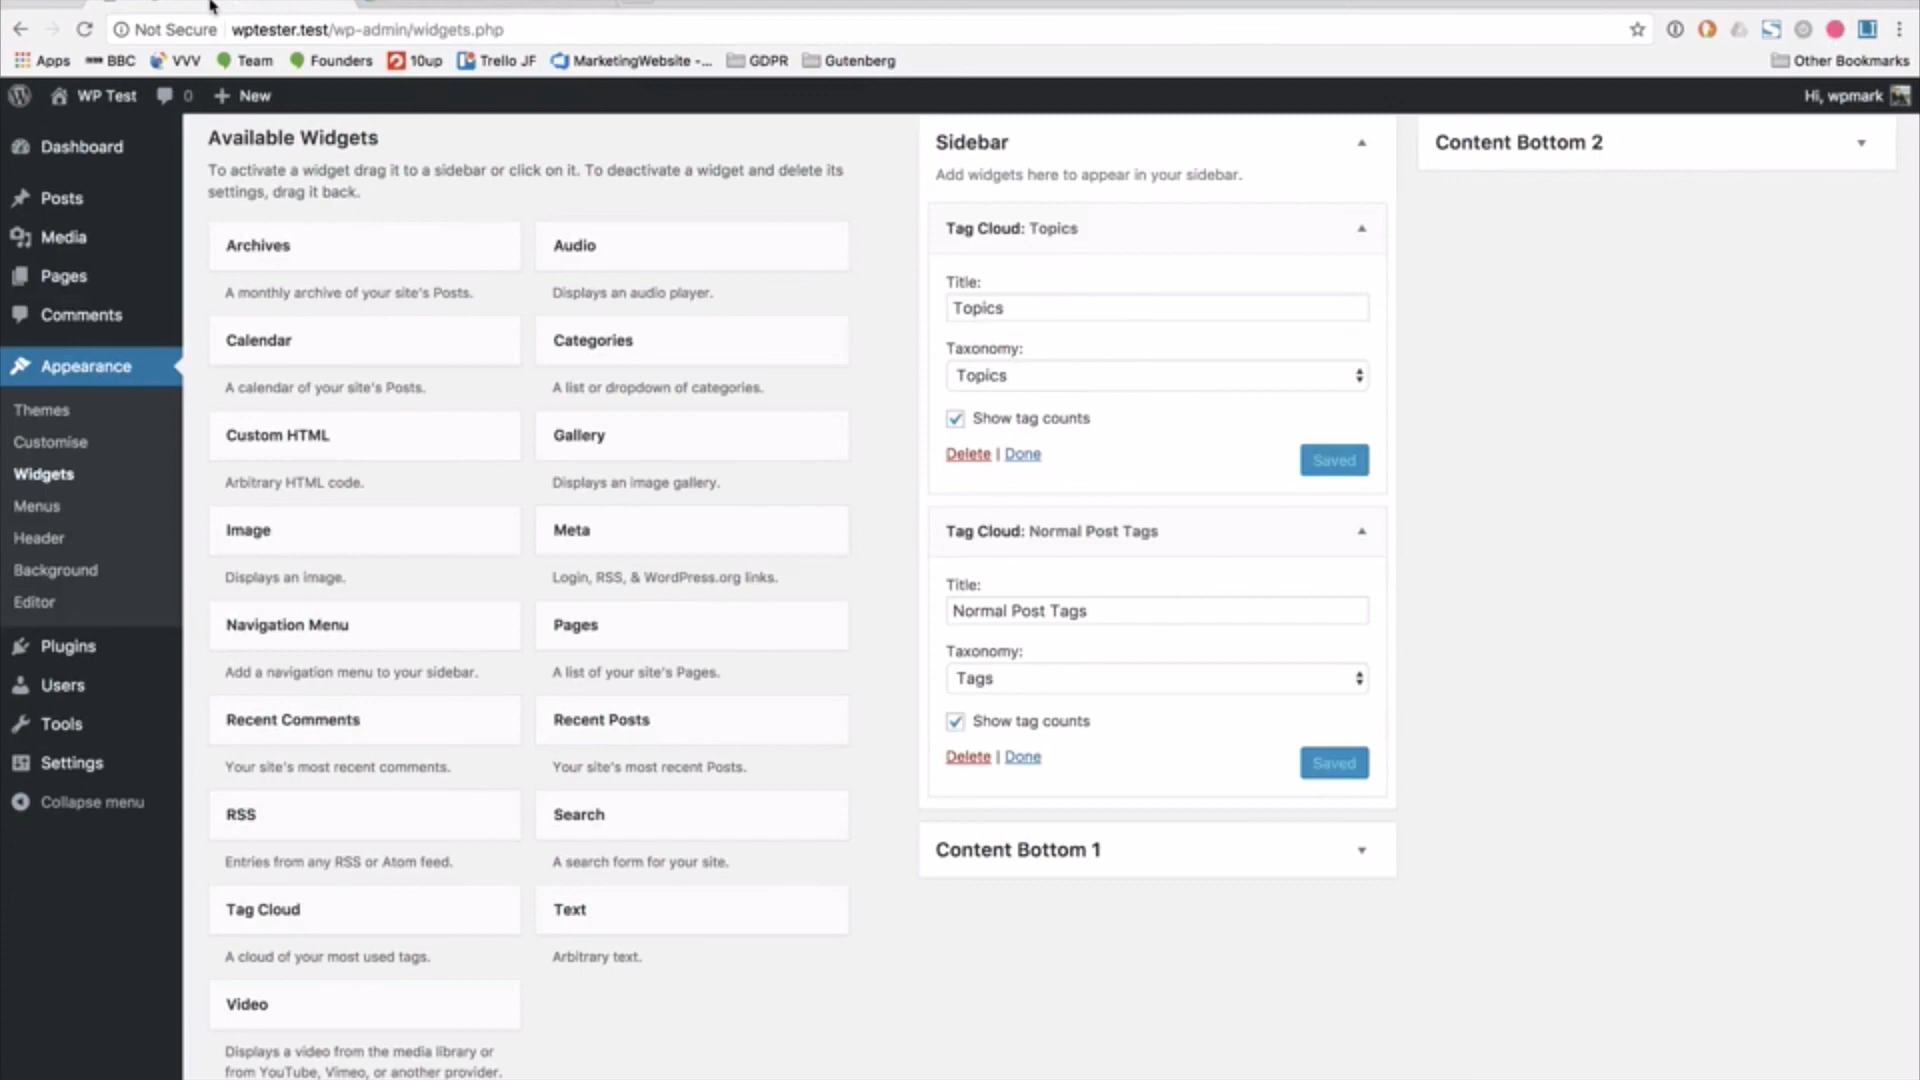 Not Secure wptester.test/wp-admin/widgets.php
Apps BBC VVV Team Founders 10up Trello JF MarketingWebsite -... GDPR Gutenberg Other Bookmarks
WP Test 0 New Hi, wpmark
Dashboard
Posts
Media
Pages
Comments
Appearance
Themes
Customise
Widgets
Menus
Header
Background
Editor
Plugins
Users
Tools
Settings
Collapse menu
Available Widgets
To activate a widget drag it to a sidebar or click on it. To deactivate a widget and delete its
settings, drag it back.
Archives
A monthly archive of your site's Posts.
Audio
Displays an audio player.
Calendar
A calendar of your site's Posts.
Categories
A list or dropdown of categories.
Custom HTML
Arbitrary HTML code.
Gallery
Displays an image gallery.
Image
Displays an image.
Meta
Login, RSS, & WordPress.org links.
Navigation Menu
Add a navigation menu to your sidebar.
Pages
A list of your site's Pages.
Recent Comments
Your site's most recent comments.
Recent Posts
Your site's most recent Posts.
RSS
Entries from any RSS or Atom feed.
Search
A search form for your site.
Tag Cloud
A cloud of your most used tags.
Text
Arbitrary text.
Video
Displays a video from the media library or
from YouTube, Vimeo, or another provider.
Sidebar
Add widgets here to appear in your sidebar.
Tag Cloud: Topics
Title:
Topics
Taxonomy:
Topics
Show tag counts
Delete | Done Saved
Tag Cloud: Normal Post Tags
Title:
Normal Post Tags
Taxonomy:
Tags
Show tag counts
Delete | Done Saved
Content Bottom 1
Content Bottom 2